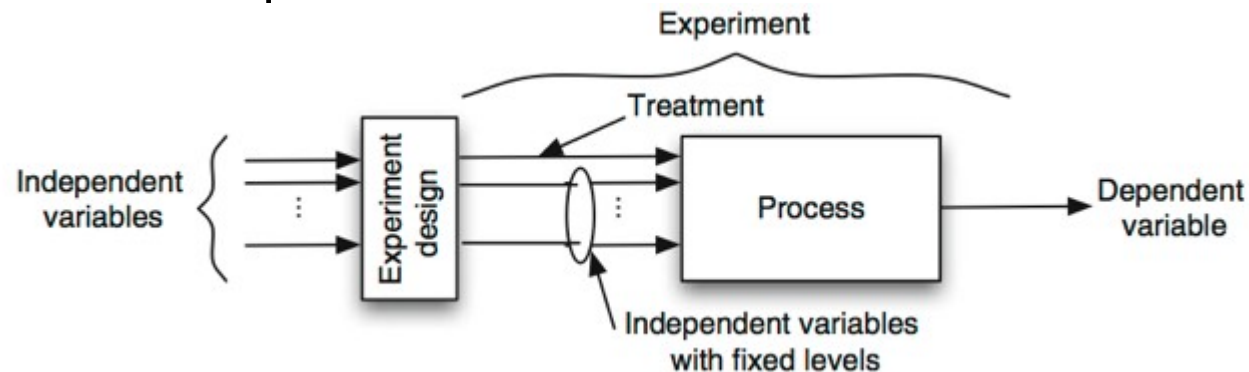 Experiment
Treatment
Independent
variables
⋮
Experiment
design
⋮
Process
Dependent
variable
Independent variables
with fixed levels